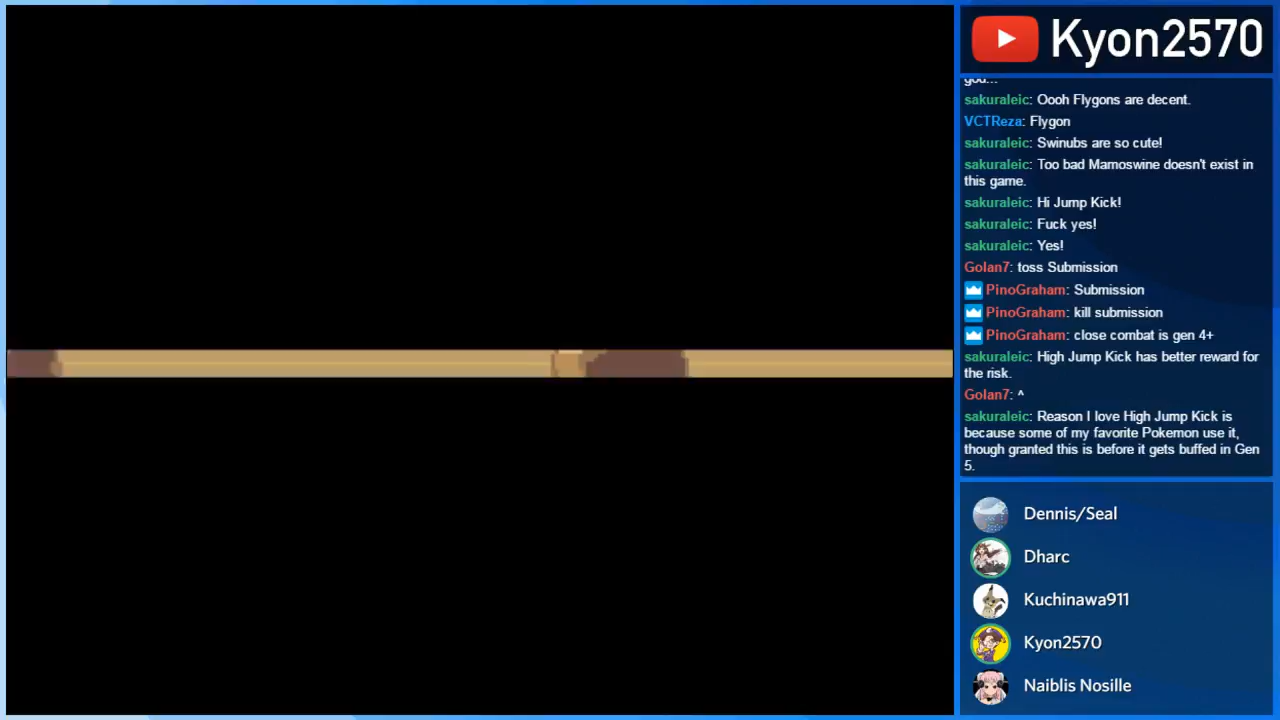 Kyon2570
god...
sakuraleic: Oooh Flygons are decent.
VCTReza: Flygon
sakuraleic: Swinubs are so cute!
sakuraleic: Too bad Mamoswine doesn't exist in
this game.
sakuraleic: Hi Jump Kick!
sakuraleic: Fuck yes!
sakuraleic: Yes!
Golan7: toss Submission
PinoGraham: Submission
PinoGraham: kill submission
PinoGraham: close combat is gen 4+
sakuraleic: High Jump Kick has better reward for
the risk.
Golan7: ^
sakuraleic: Reason I love High Jump Kick is
because some of my favorite Pokemon use it,
though granted this is before it gets buffed in Gen
5.
Dennis/Seal
Dharc
Kuchinawa911
Kyon2570
Naiblis Nosille